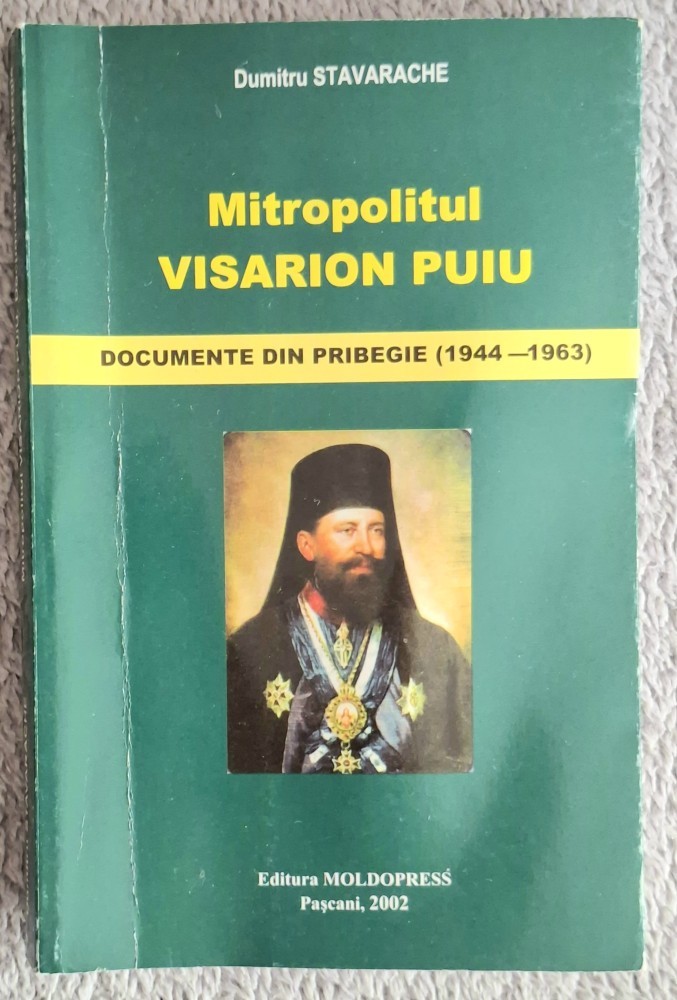 Dumitru STAVARACHE
Mitropolitul
VISARION PUIU
DOCUMENTE DIN PRIBEGIE (1944 —1963)
Editura MOLDOPRESS
Paşcani, 2002